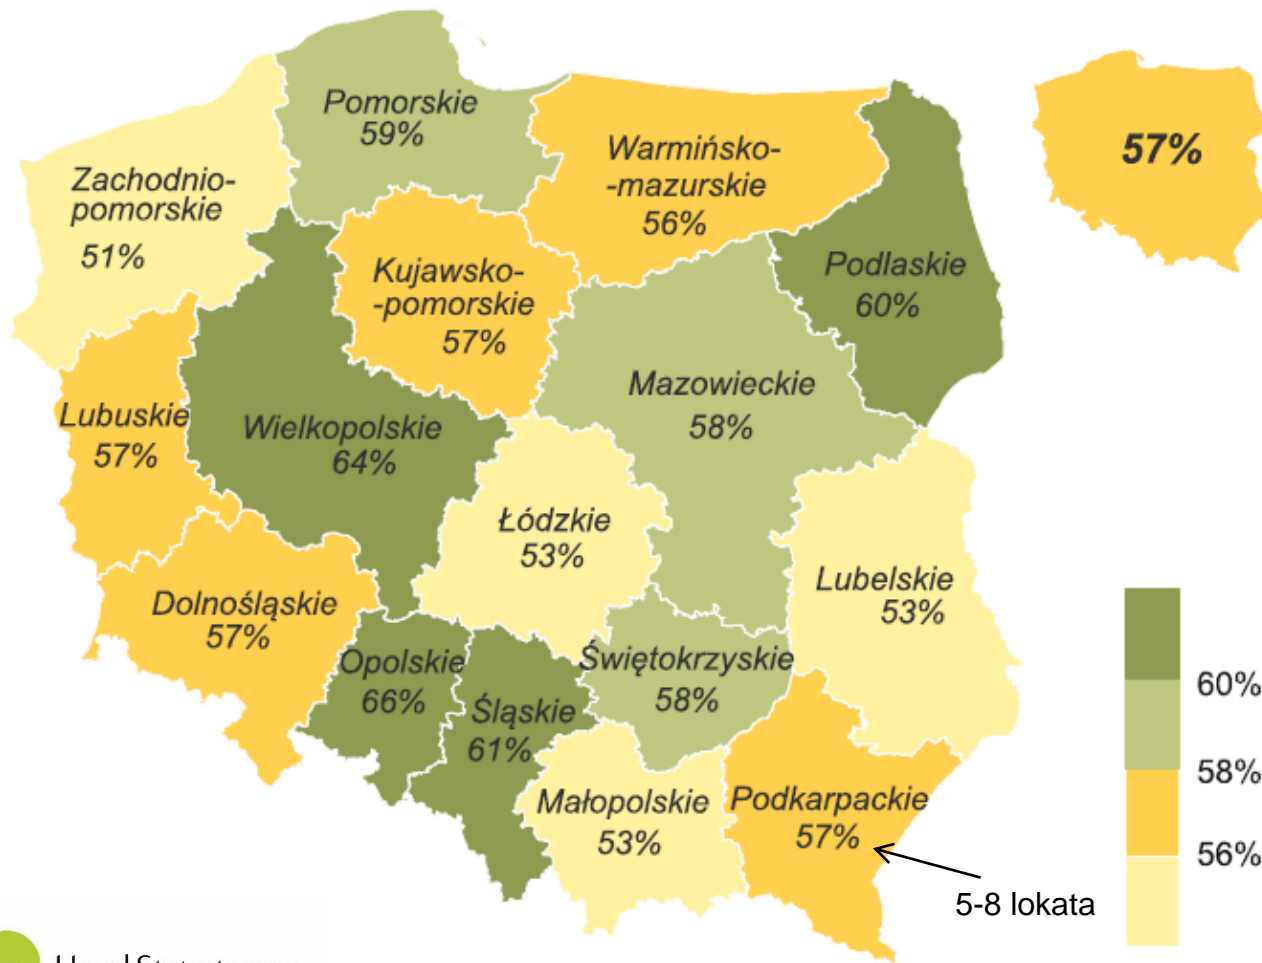 Pomorskie
59%
Warmińsko-
-mazurskie
56%
57%
Zachodnio-
pomorskie
51%
Kujawsko-
-pomorskie
57%
Podlaskie
60%
Mazowieckie
58%
Lubuskie
57%
Wielkopolskie
64%
Łódzkie
53%
Lubelskie
53%
Dolnośląskie
57%
Opolskie
66%
Śląskie
61%
Świętokrzyskie
58%
Małopolskie
53%
Podkarpackie
57%
5-8 lokata
60%
58%
56%